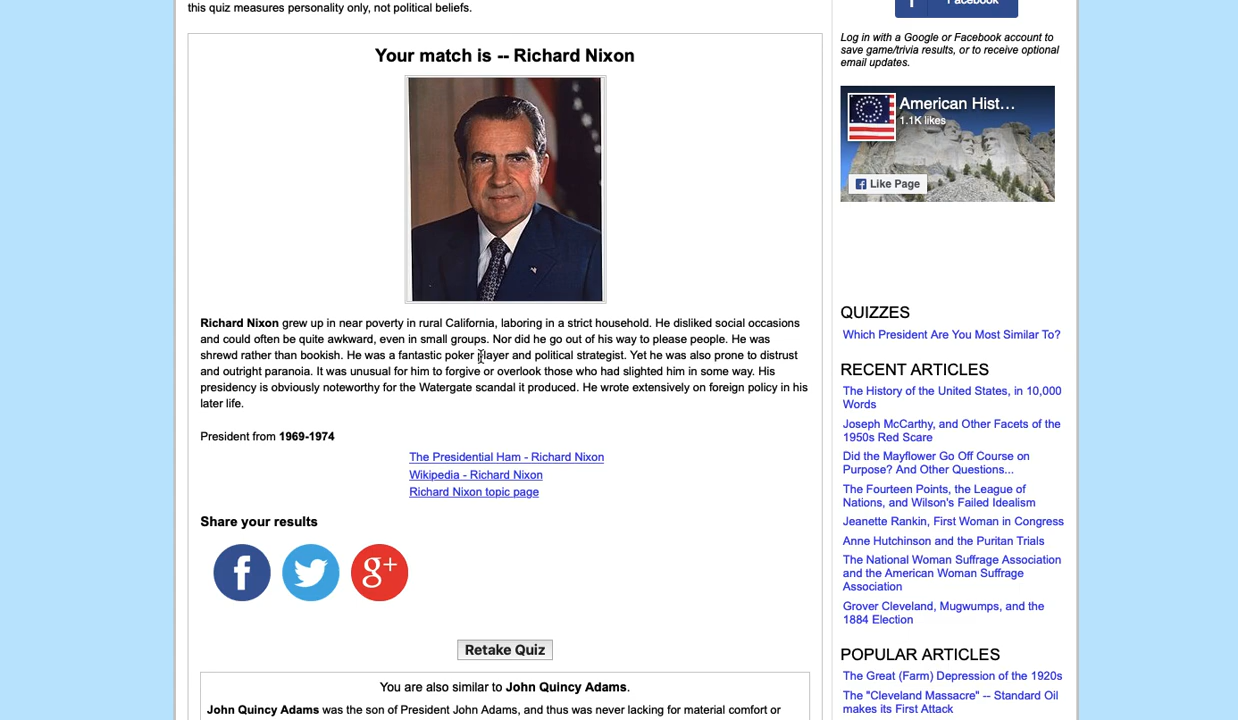 this quiz measures personality only, not political beliefs.
Your match is -- Richard Nixon
Richard Nixon grew up in near poverty in rural California, laboring in a strict household. He disliked social occasions
and could often be quite awkward, even in small groups. Nor did he go out of his way to please people. He was
shrewd rather than bookish. He was a fantastic poker player and political strategist. Yet he was also prone to distrust
and outright paranoia. It was unusual for him to forgive or overlook those who had slighted him in some way. His
presidency is obviously noteworthy for the Watergate scandal it produced. He wrote extensively on foreign policy in his
later life.
President from 1969-1974
The Presidential Ham - Richard Nixon
Wikipedia - Richard Nixon
Richard Nixon topic page
Share your results
f
g+
Retake Quiz
You are also similar to John Quincy Adams.
John Quincy Adams was the son of President John Adams, and thus was never lacking for material comfort or
f Facebook
Log in with a Google or Facebook account to
save game/trivia results, or to receive optional
email updates.
American Hist...
1.1K likes
Like Page
QUIZZES
Which President Are You Most Similar To?
RECENT ARTICLES
The History of the United States, in 10,000
Words
Joseph McCarthy, and Other Facets of the
1950s Red Scare
Did the Mayflower Go Off Course on
Purpose? And Other Questions...
The Fourteen Points, the League of
Nations, and Wilson's Failed Idealism
Jeanette Rankin, First Woman in Congress
Anne Hutchinson and the Puritan Trials
The National Woman Suffrage Association
and the American Woman Suffrage
Association
Grover Cleveland, Mugwumps, and the
1884 Election
POPULAR ARTICLES
The Great (Farm) Depression of the 1920s
The "Cleveland Massacre" -- Standard Oil
makes its First Attack